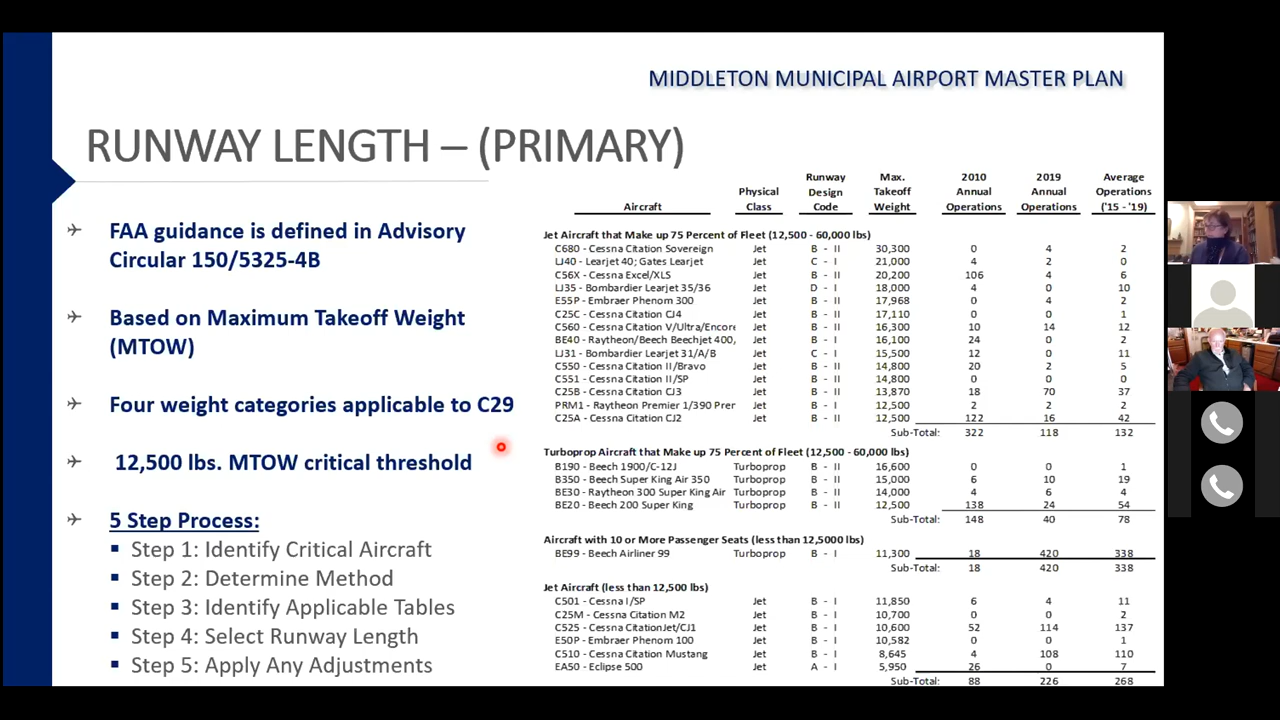 MIDDLETON MUNICIPAL AIRPORT MASTER PLAN
RUNWAY LENGTH – (PRIMARY)
FAA guidance is defined in Advisory
Circular 150/5325-4B
Based on Maximum Takeoff Weight
(MTOW)
Four weight categories applicable to C29
12,500 lbs. MTOW critical threshold
5 Step Process:
Step 1: Identify Critical Aircraft
Step 2: Determine Method
Step 3: Identify Applicable Tables
Step 4: Select Runway Length
Step 5: Apply Any Adjustments
Runway Max. 2010 2019 Average
Physical Design Takeoff Annual Annual Operations
Aircraft Class Code Weight Operations Operations ('15 - '19)
Jet Aircraft that Make up 75 Percent of Fleet (12,500 - 60,000 lbs)
C680 - Cessna Citation Sovereign Jet B - II 30,300 0 4 2
LJ40 - Learjet 40; Gates Learjet Jet C - I 21,000 4 2 0
C56X - Cessna Excel/XLS Jet B - II 20,200 106 4 6
LJ35 - Bombardier Learjet 35/36 Jet D - I 18,000 4 0 10
E55P - Embraer Phenom 300 Jet B - II 17,968 0 4 2
C25C - Cessna Citation CJ4 Jet B - II 17,110 0 0 1
C560 - Cessna Citation V/Ultra/Encore Jet B - II 16,300 10 14 12
BE40 - Raytheon/Beech Beechjet 400, Jet B - I 16,100 24 0 2
LJ31 - Bombardier Learjet 31/A/B Jet C - I 15,500 12 0 11
C550 - Cessna Citation II/Bravo Jet B - II 14,800 20 2 5
C551 - Cessna Citation II/SP Jet B - II 14,800 0 0 0
C25B - Cessna Citation CJ3 Jet B - II 13,870 18 70 37
PRM1 - Raytheon Premier 1/390 Prer Jet B - I 12,500 2 2 2
C25A - Cessna Citation CJ2 Jet B - II 12,500 122 16 42
Sub-Total: 322 118 132
Turboprop Aircraft that Make up 75 Percent of Fleet (12,500 - 60,000 lbs)
B190 - Beech 1900/C-12J Turboprop B - II 16,600 0 0 1
B350 - Beech Super King Air 350 Turboprop B - II 15,000 6 10 19
BE30 - Raytheon 300 Super King Air Turboprop B - II 14,000 4 6 4
BE20 - Beech 200 Super King Turboprop B - II 12,500 138 24 54
Sub-Total: 148 40 78
Aircraft with 10 or More Passenger Seats (less than 12,5000 lbs)
BE99 - Beech Airliner 99 Turboprop B - I 11,300 18 420 338
Sub-Total: 18 420 338
Jet Aircraft (less than 12,500 lbs)
C501 - Cessna I/SP Jet B - I 11,850 6 4 11
C25M - Cessna Citation M2 Jet B - I 10,700 0 0 2
C525 - Cessna CitationJet/CJ1 Jet B - I 10,600 52 114 137
E50P - Embraer Phenom 100 Jet B - I 10,582 0 0 1
C510 - Cessna Citation Mustang Jet B - I 8,645 4 108 110
EA50 - Eclipse 500 Jet A - I 5,950 26 0 7
Sub-Total: 88 226 268